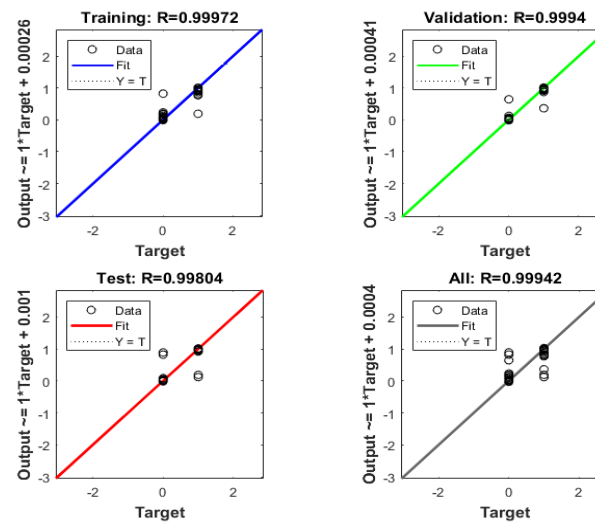 Training: R=0.99972
Output ~= 1*Target + 0.00026
Data
Fit
Y = T
2
1
0
-1
-2
-3
-2 0 2
Target
Validation: R=0.9994
Output ~= 1*Target + 0.00041
Data
Fit
Y = T
2
1
0
-1
-2
-3
-2 0 2
Target
Test: R=0.99804
Output ~= 1*Target + 0.001
Data
Fit
Y = T
2
1
0
-1
-2
-3
-2 0 2
Target
All: R=0.99942
Output ~= 1*Target + 0.0004
Data
Fit
Y = T
2
1
0
-1
-2
-3
-2 0 2
Target